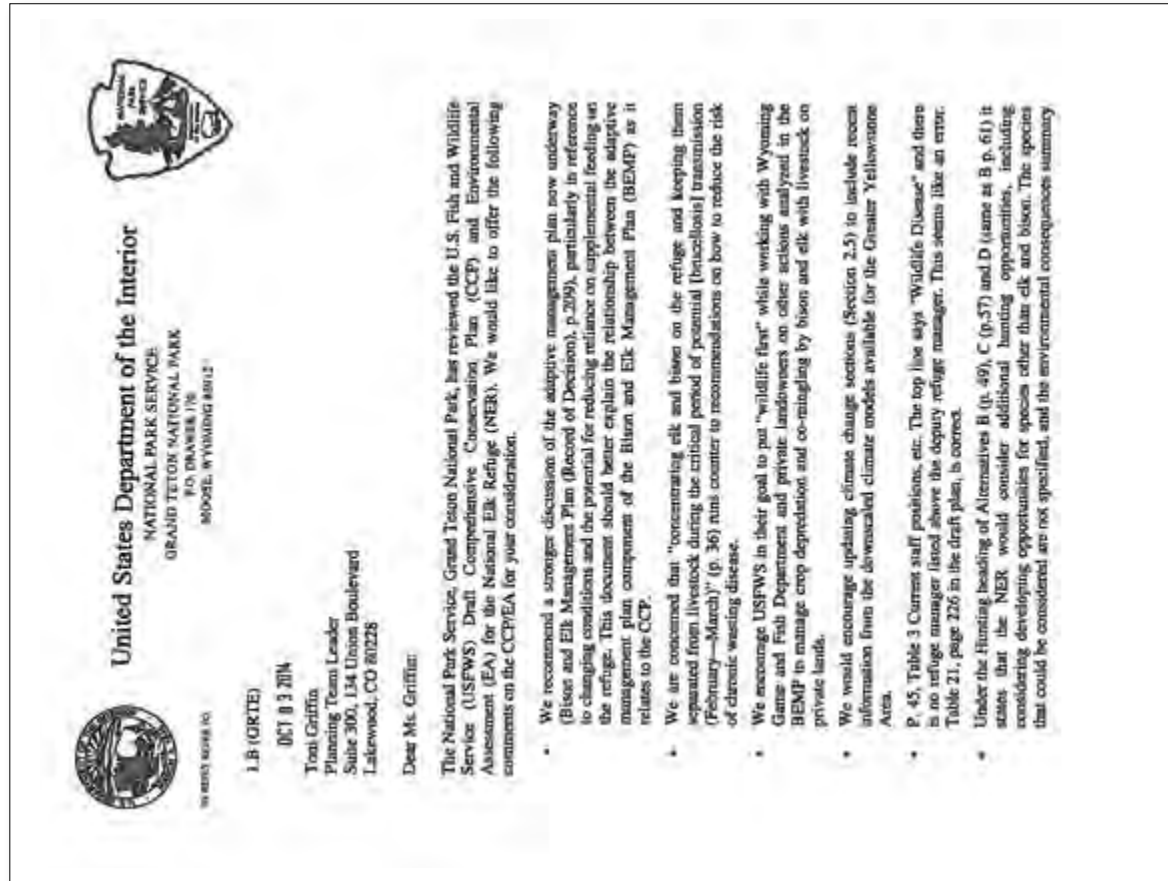 United States Department of the Interior
NATIONAL PARK SERVICE
GRAND TETON NATIONAL PARK
P.O. DRAWER 170
MOOSE, WYOMING 83012
NATIONAL
PARK
SERVICE
IN REPLY REFER TO:
L.B (GRTE)
OCT 03 2014
Toni Griffin
Planning Team Leader
Suite 300, 134 Union Boulevard
Lakewood, CO 80228
Dear Ms. Griffin:
The National Park Service, Grand Teton National Park, has reviewed the U.S. Fish and Wildlife
Service (USFWS) Draft Comprehensive Conservation Plan (CCP) and Environmental
Assessment (EA) for the National Elk Refuge (NER). We would like to offer the following
comments on the CCP/EA for your consideration.
• We recommend a stronger discussion of the adaptive management plan now underway
(Bison and Elk Management Plan (Record of Decision), p.209), particularly in reference
to changing conditions and the potential for reducing reliance on supplemental feeding on
the refuge. This document should better explain the relationship between the adaptive
management plan component of the Bison and Elk Management Plan (BEMP) as it
relates to the CCP.
• We are concerned that "concentrating elk and bison on the refuge and keeping them
separated from livestock during the critical period of potential [brucellosis] transmission
(February—March)" (p. 36) runs counter to recommendations on how to reduce the risk
of chronic wasting disease.
• We encourage USFWS in their goal to put "wildlife first" while working with Wyoming
Game and Fish Department and private landowners on other actions analyzed in the
BEMP to manage crop depredation and co-mingling by bison and elk with livestock on
private lands.
• We would encourage updating climate change sections (Section 2.5) to include recent
information from the downscaled climate models available for the Greater Yellowstone
Area.
• P. 45, Table 3 Current staff positions, etc. The top line says "Wildlife Disease" and there
is no refuge manager listed above the deputy refuge manager. This seems like an error.
Table 21, page 226 in the draft plan, is correct.
• Under the Hunting heading of Alternatives B (p. 49), C (p.57) and D (same as B p. 61) it
states that the NER would consider additional hunting opportunities, including
considering developing opportunities for species other than elk and bison. The species
that could be considered are not specified, and the environmental consequences summary